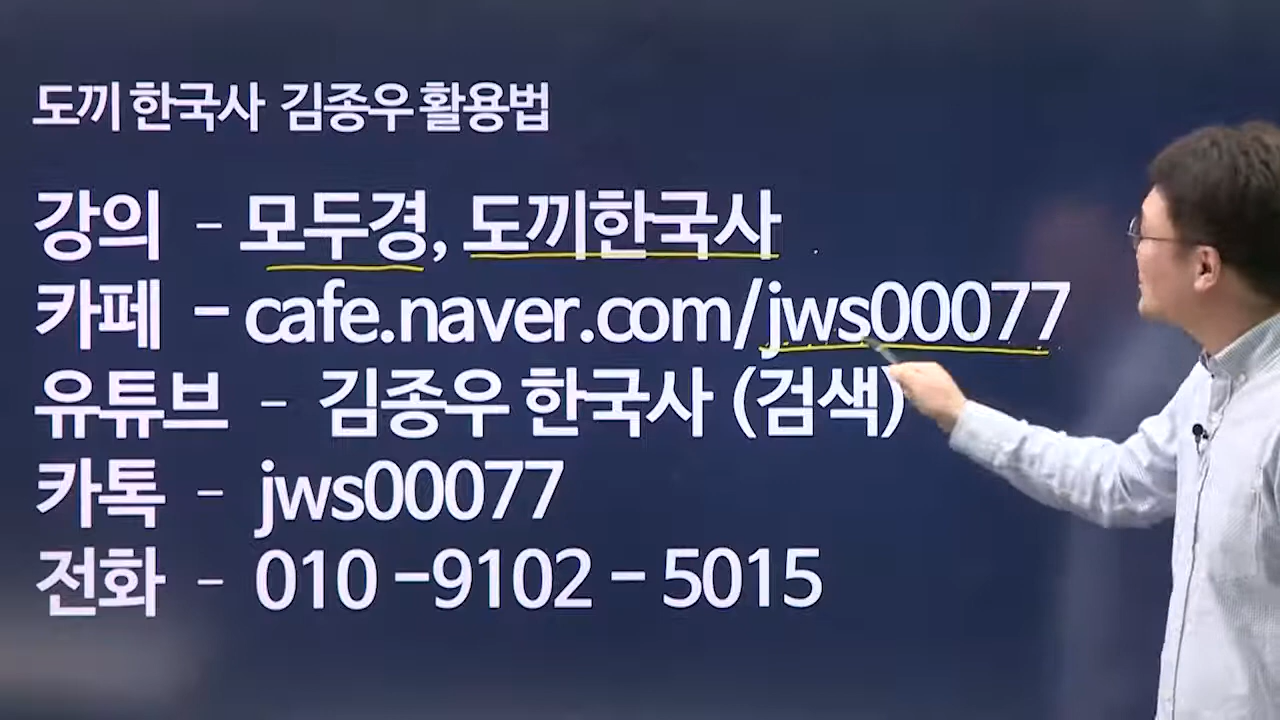 도끼 한국사 김종우 활용법
강의 - 모두경, 도끼한국사
카페 - cafe.naver.com/jws00077
유튜브 - 김종우 한국사 (검색)
카톡 - jws00077
전화 - 010 -9102 - 5015